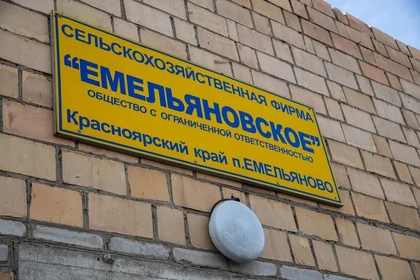 СЕЛЬСКОХОЗЯЙСТВЕННАЯ ФИРМА
"ЕМЕЛЬЯНОВСКОЕ"
ОБЩЕСТВО С ОГРАНИЧЕННОЙ ОТВЕТСТВЕННОСТЬЮ
Красноярский край п.ЕМЕЛЬЯНОВО